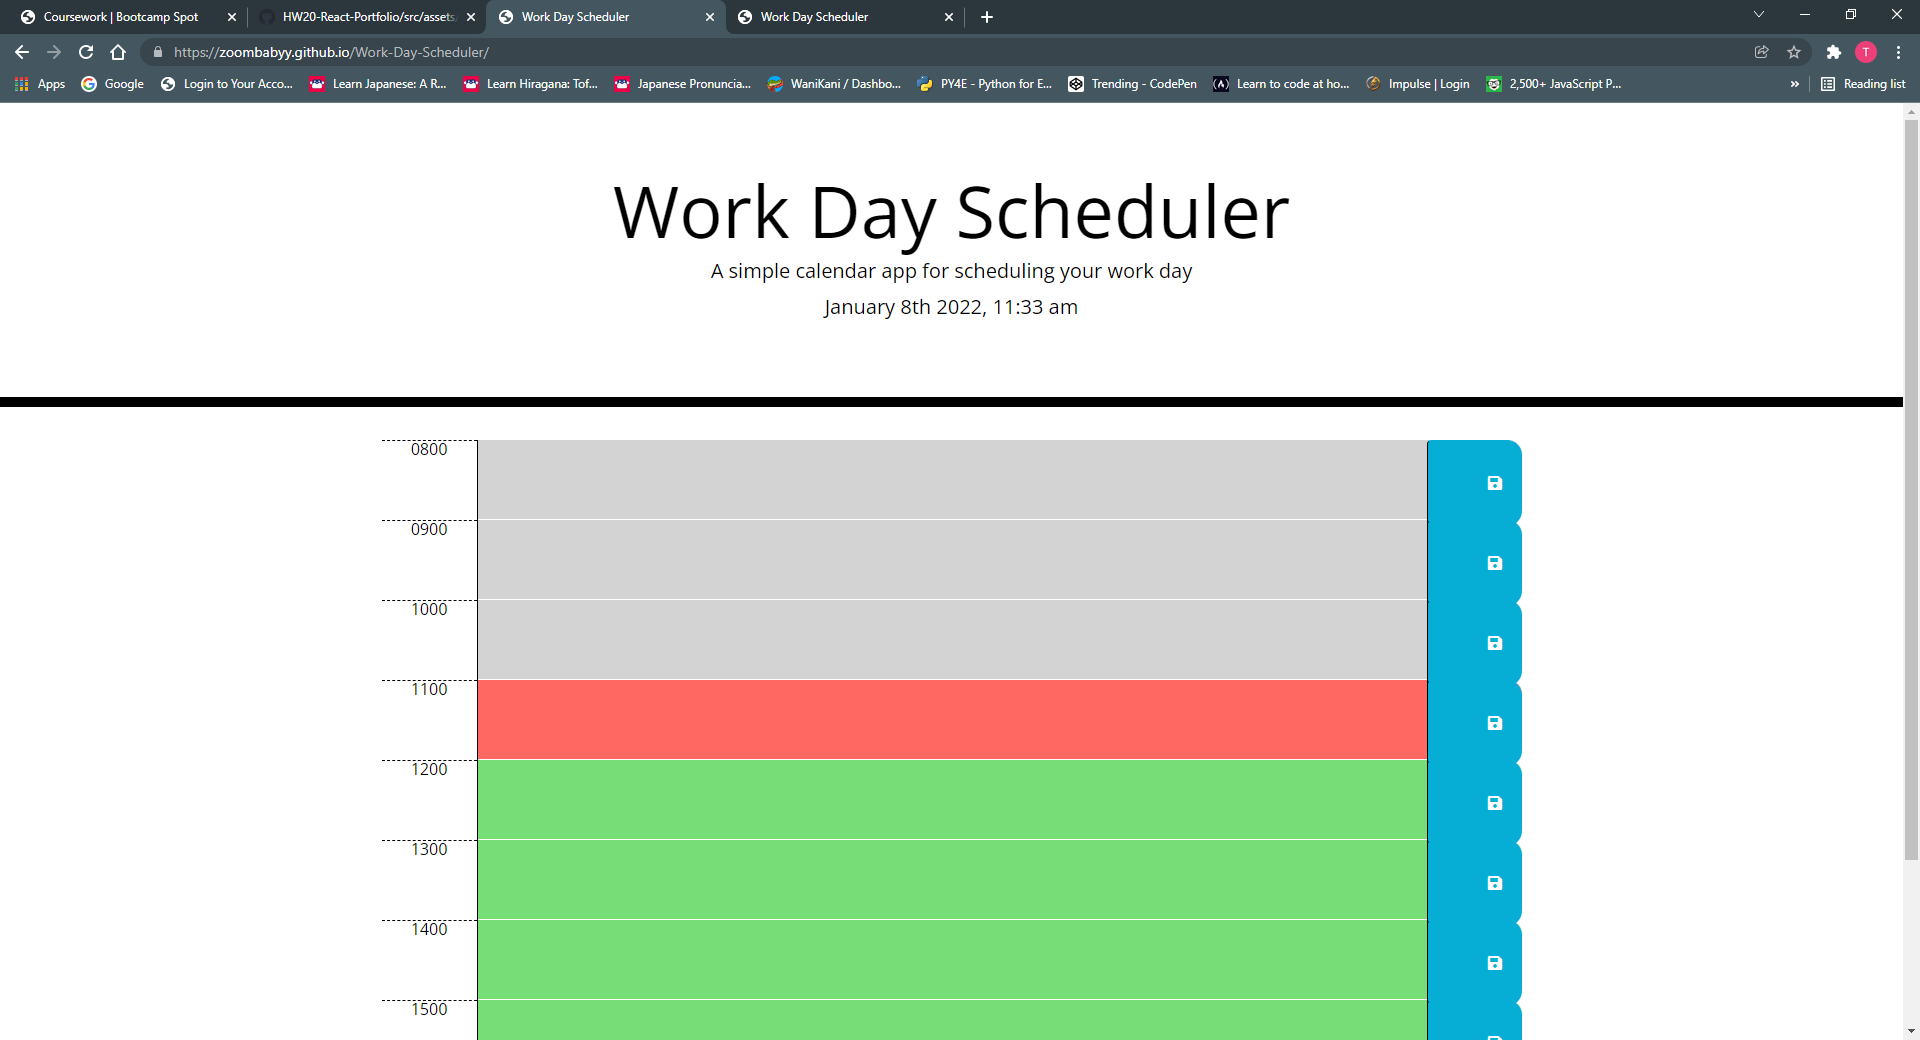 Coursework | Bootcamp Spot
HW20-React-Portfolio/src/assets
Work Day Scheduler
Work Day Scheduler
https://zoombabyy.github.io/Work-Day-Scheduler/
T
Apps
Google
Login to Your Acco...
Learn Japanese: A R...
Learn Hiragana: Tof...
Japanese Pronuncia...
WaniKani / Dashbo...
PY4E - Python for E...
Trending - CodePen
Learn to code at ho...
Impulse | Login
2,500+ JavaScript P...
»
Reading list
Work Day Scheduler
A simple calendar app for scheduling your work day
January 8th 2022, 11:33 am
0800
0900
1000
1100
1200
1300
1400
1500